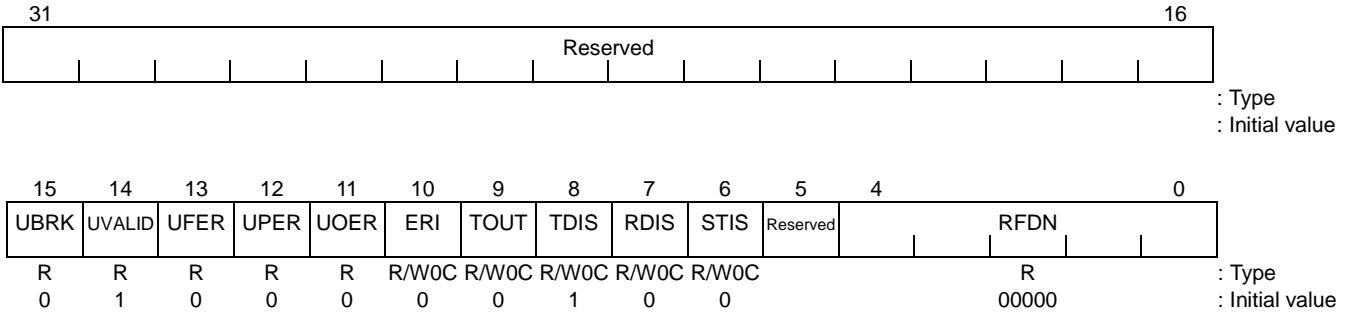 31 16
Reserved
: Type
: Initial value
15 14 13 12 11 10 9 8 7 6 5 4 0
UBRK UVALID UFER UPER UOER ERI TOUT TDIS RDIS STIS Reserved RFDN
R R R R R R/W0C R/W0C R/W0C R/W0C R/W0C R : Type
0 1 0 0 0 0 0 1 0 0 00000 : Initial value